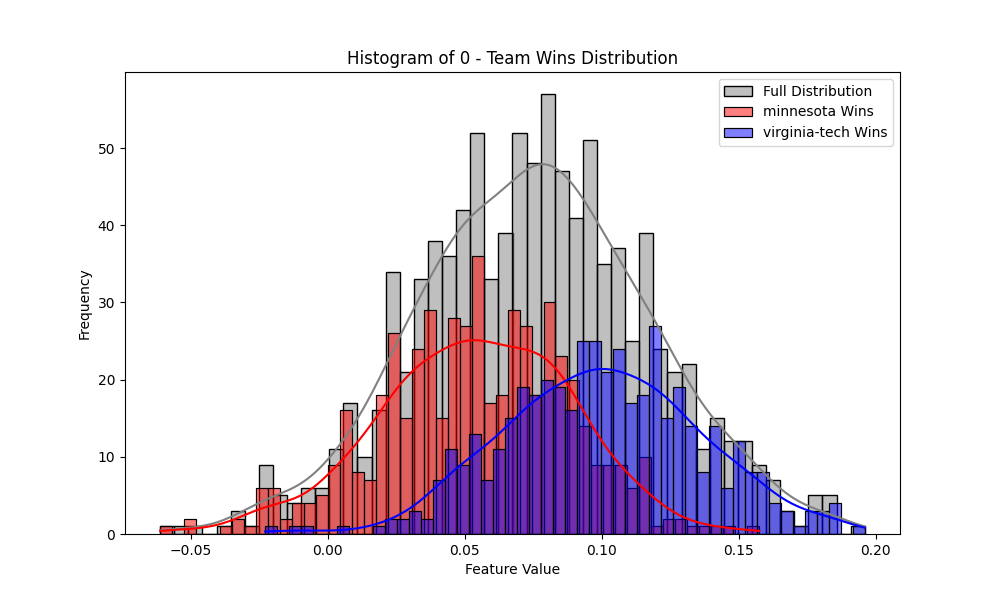 Histogram of 0 - Team Wins Distribution
Full Distribution
minnesota Wins
virginia-tech Wins
Frequency
50
40
30
20
10
0
−0.05
0.00
0.05
0.10
0.15
0.20
Feature Value